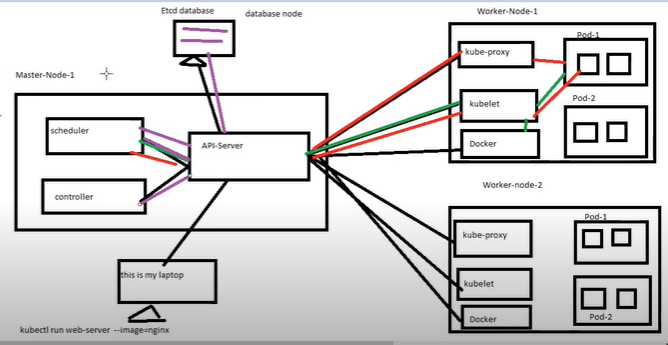 Etcd database
database node
Worker-Node-1
Pod-1
kube-proxy
Master-Node-1
kubelet
Pod-2
scheduler
API-Server
Docker
controller
Worker-node-2
Pod-1
kube-proxy
this is my laptop
kubelet
Docker
Pod-2
kubectl run web-server --image=nginx